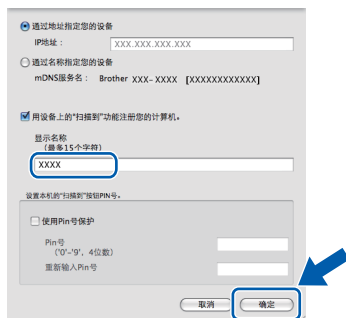 通过地址指定您的设备
IP地址： XXX.XXX.XXX.XXX
通过名称指定您的设备
mDNS服务名： Brother XXX-XXXX [XXXXXXXXXXXX]
用设备上的“扫描到”功能注册您的计算机。
显示名称
（最多15个字符）
XXXX
设置本机的“扫描到”按钮PIN号。
使用Pin号保护
Pin号
（'0'-'9'，4位数）
重新输入Pin号
取消 确定